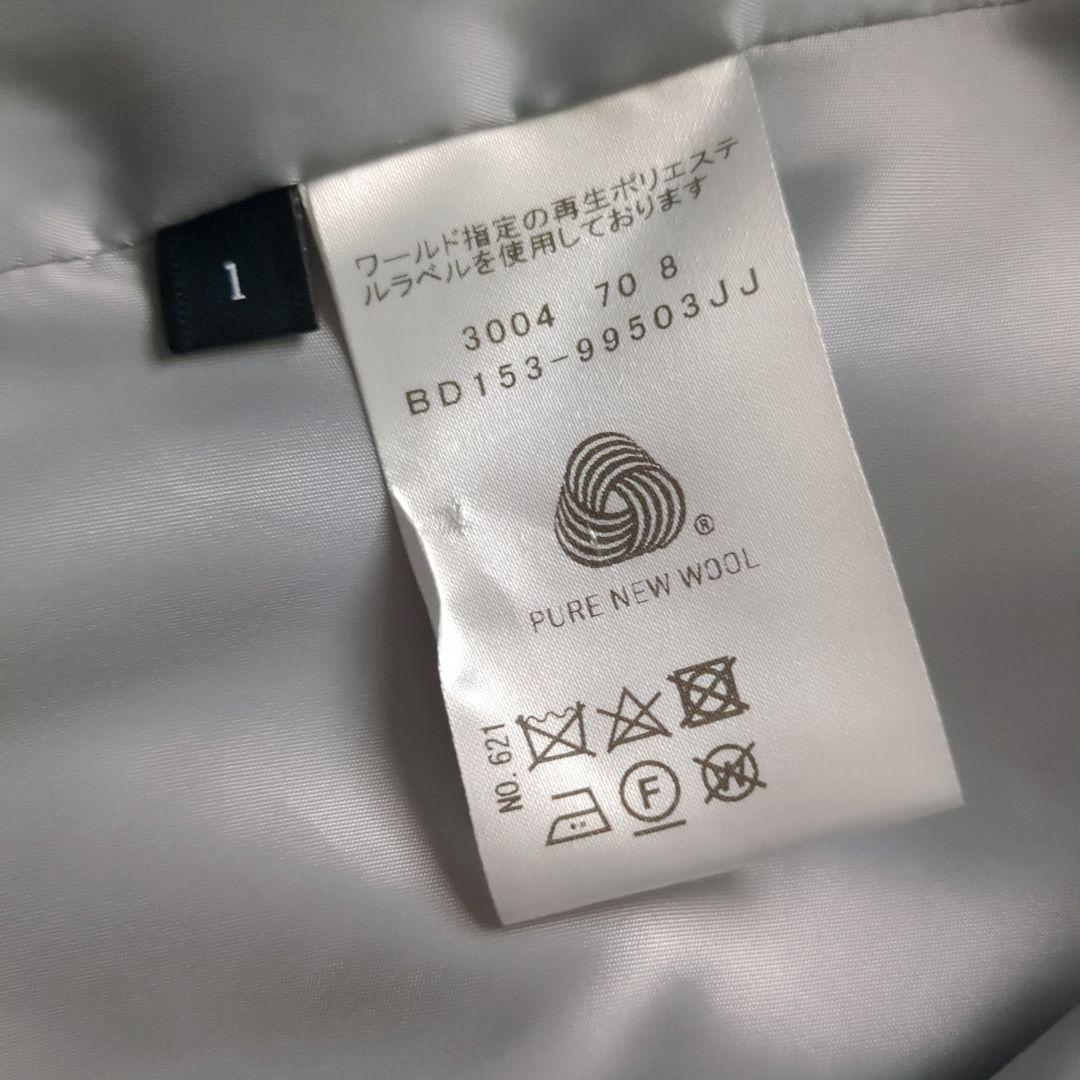 1
ワールド指定の再生ポリエステ
ルラベルを使用しております
3004 70 8
BD153-99503JJ
®
PURE NEW WOOL
NO. 621
F
W